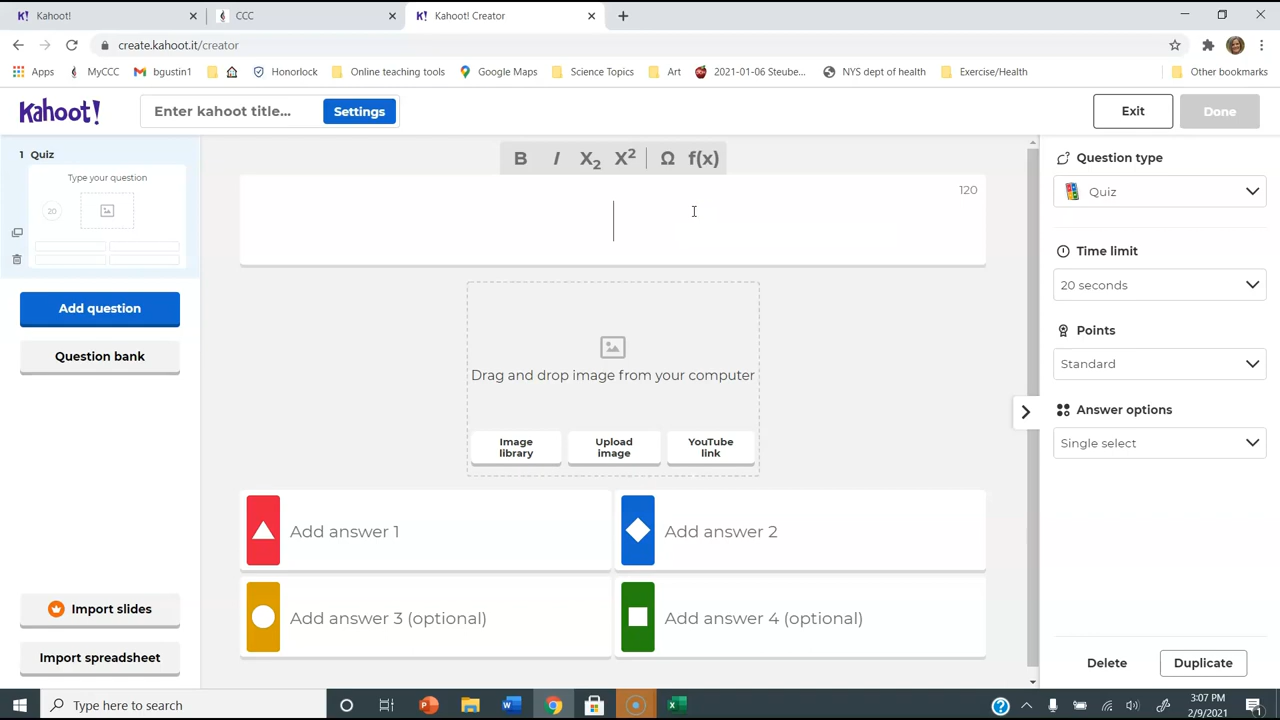 Kahoot!
CCC
Kahoot! Creator
create.kahoot.it/creator
Apps
MyCCC
bgustin1
Honorlock
Online teaching tools
Google Maps
Science Topics
Art
2021-01-06 Steube...
NYS dept of health
Exercise/Health
Other bookmarks
Kahoot!
Enter kahoot title...
Settings
Exit
Done
1 Quiz
Type your question
20
Add question
Question bank
Import slides
Import spreadsheet
B I X2 X2 Ω f(x)
120
Drag and drop image from your computer
Image library
Upload image
YouTube link
Add answer 1
Add answer 2
Add answer 3 (optional)
Add answer 4 (optional)
Question type
Quiz
Time limit
20 seconds
Points
Standard
Answer options
Single select
Delete
Duplicate
Type here to search
3:07 PM
2/9/2021